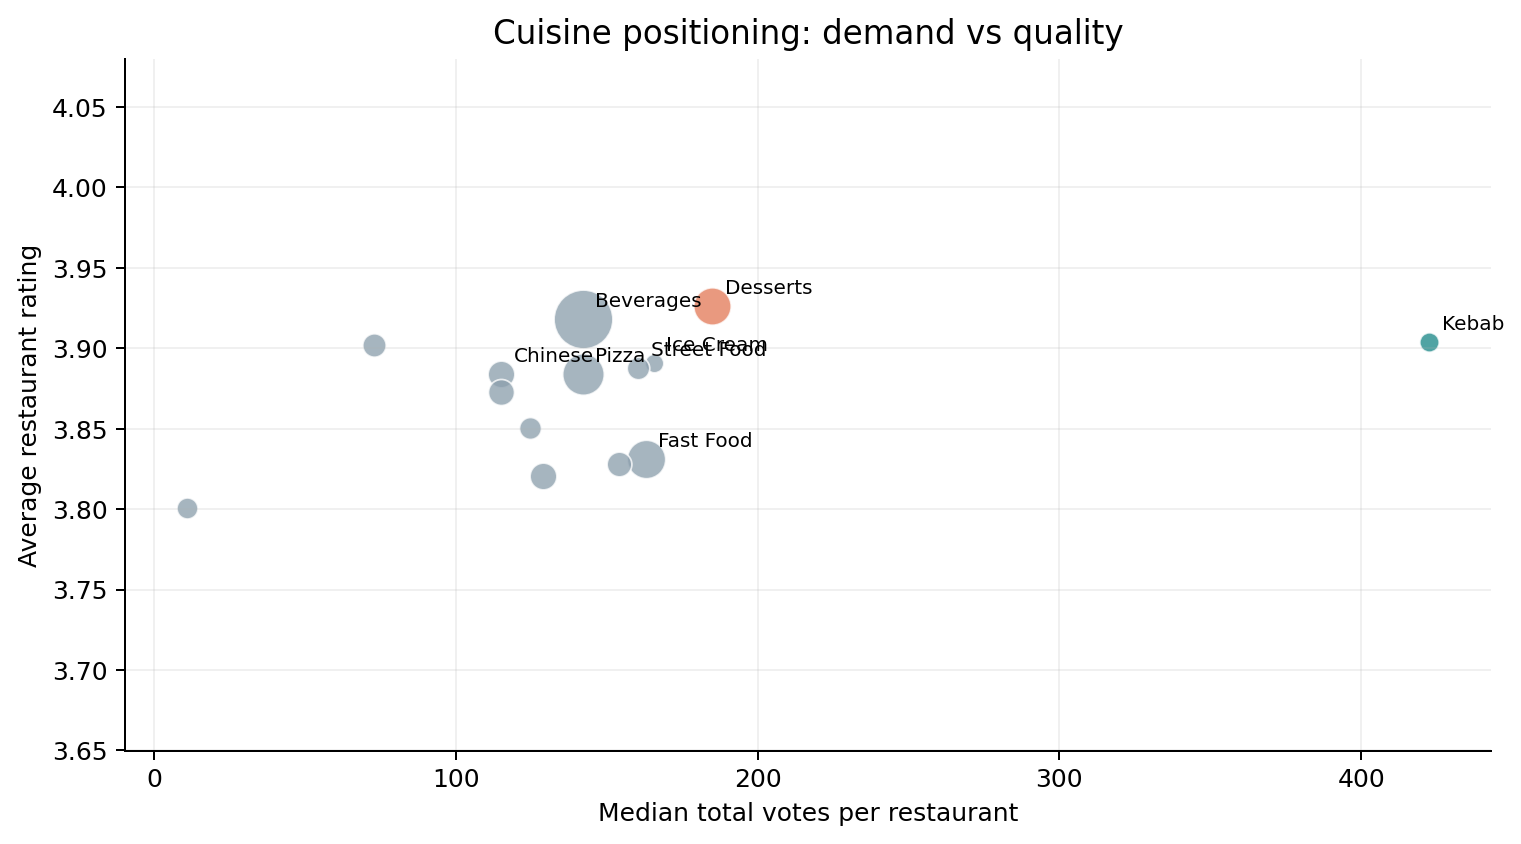 Cuisine positioning: demand vs quality
Average restaurant rating
4.05
4.00
3.95
3.90
3.85
3.80
3.75
3.70
3.65
Desserts
Beverages
Kebab
Ice Cream
Street Food
Chinese
Pizza
Fast Food
0
100
200
300
400
Median total votes per restaurant